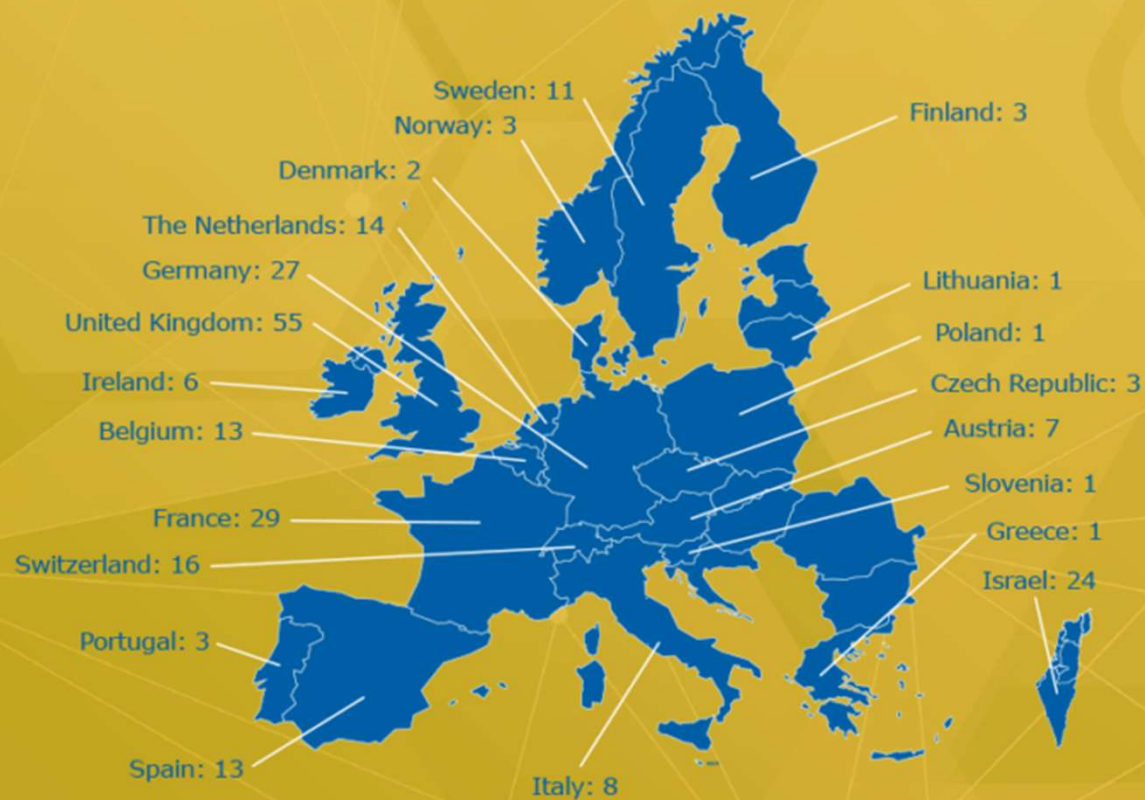 Sweden: 11
Norway: 3
Denmark: 2
The Netherlands: 14
Germany: 27
United Kingdom: 55
Ireland: 6
Belgium: 13
France: 29
Switzerland: 16
Portugal: 3
Spain: 13
Italy: 8
Finland: 3
Lithuania: 1
Poland: 1
Czech Republic: 3
Austria: 7
Slovenia: 1
Greece: 1
Israel: 24